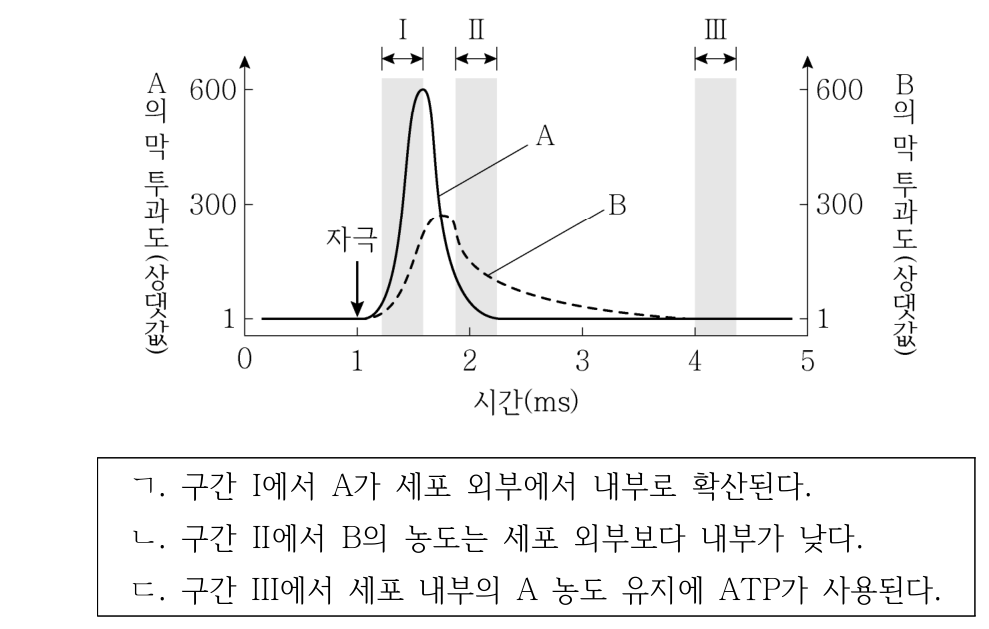 I II III
A의 막 투과도(상댓값)
600
300
1
B의 막 투과도(상댓값)
600
300
1
A
B
자극
0 1 2 3 4 5
시간(ms)
ㄱ. 구간 I에서 A가 세포 외부에서 내부로 확산된다.
ㄴ. 구간 II에서 B의 농도는 세포 외부보다 내부가 낮다.
ㄷ. 구간 III에서 세포 내부의 A 농도 유지에 ATP가 사용된다.